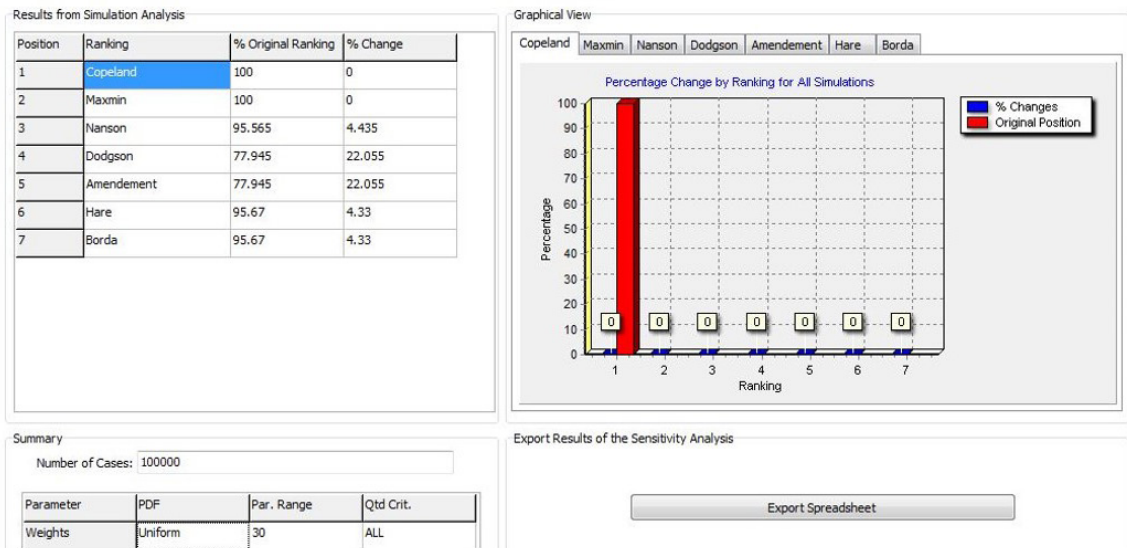 Results from Simulation Analysis
Position Ranking % Original Ranking % Change
1 Copeland 100 0
2 Maxmin 100 0
3 Nanson 95.565 4.435
4 Dodgson 77.945 22.055
5 Amendement 77.945 22.055
6 Hare 95.67 4.33
7 Borda 95.67 4.33
Graphical View
Copeland Maxmin Nanson Dodgson Amendement Hare Borda
Percentage Change by Ranking for All Simulations
% Changes
Original Position
Percentage
100
90
80
70
60
50
40
30
20
10
0
0 0 0 0 0 0 0
1 2 3 4 5 6 7
Ranking
Summary
Number of Cases: 100000
Parameter PDF Par. Range Qtd Crit.
Weights Uniform 30 ALL
Export Results of the Sensitivity Analysis
Export Spreadsheet